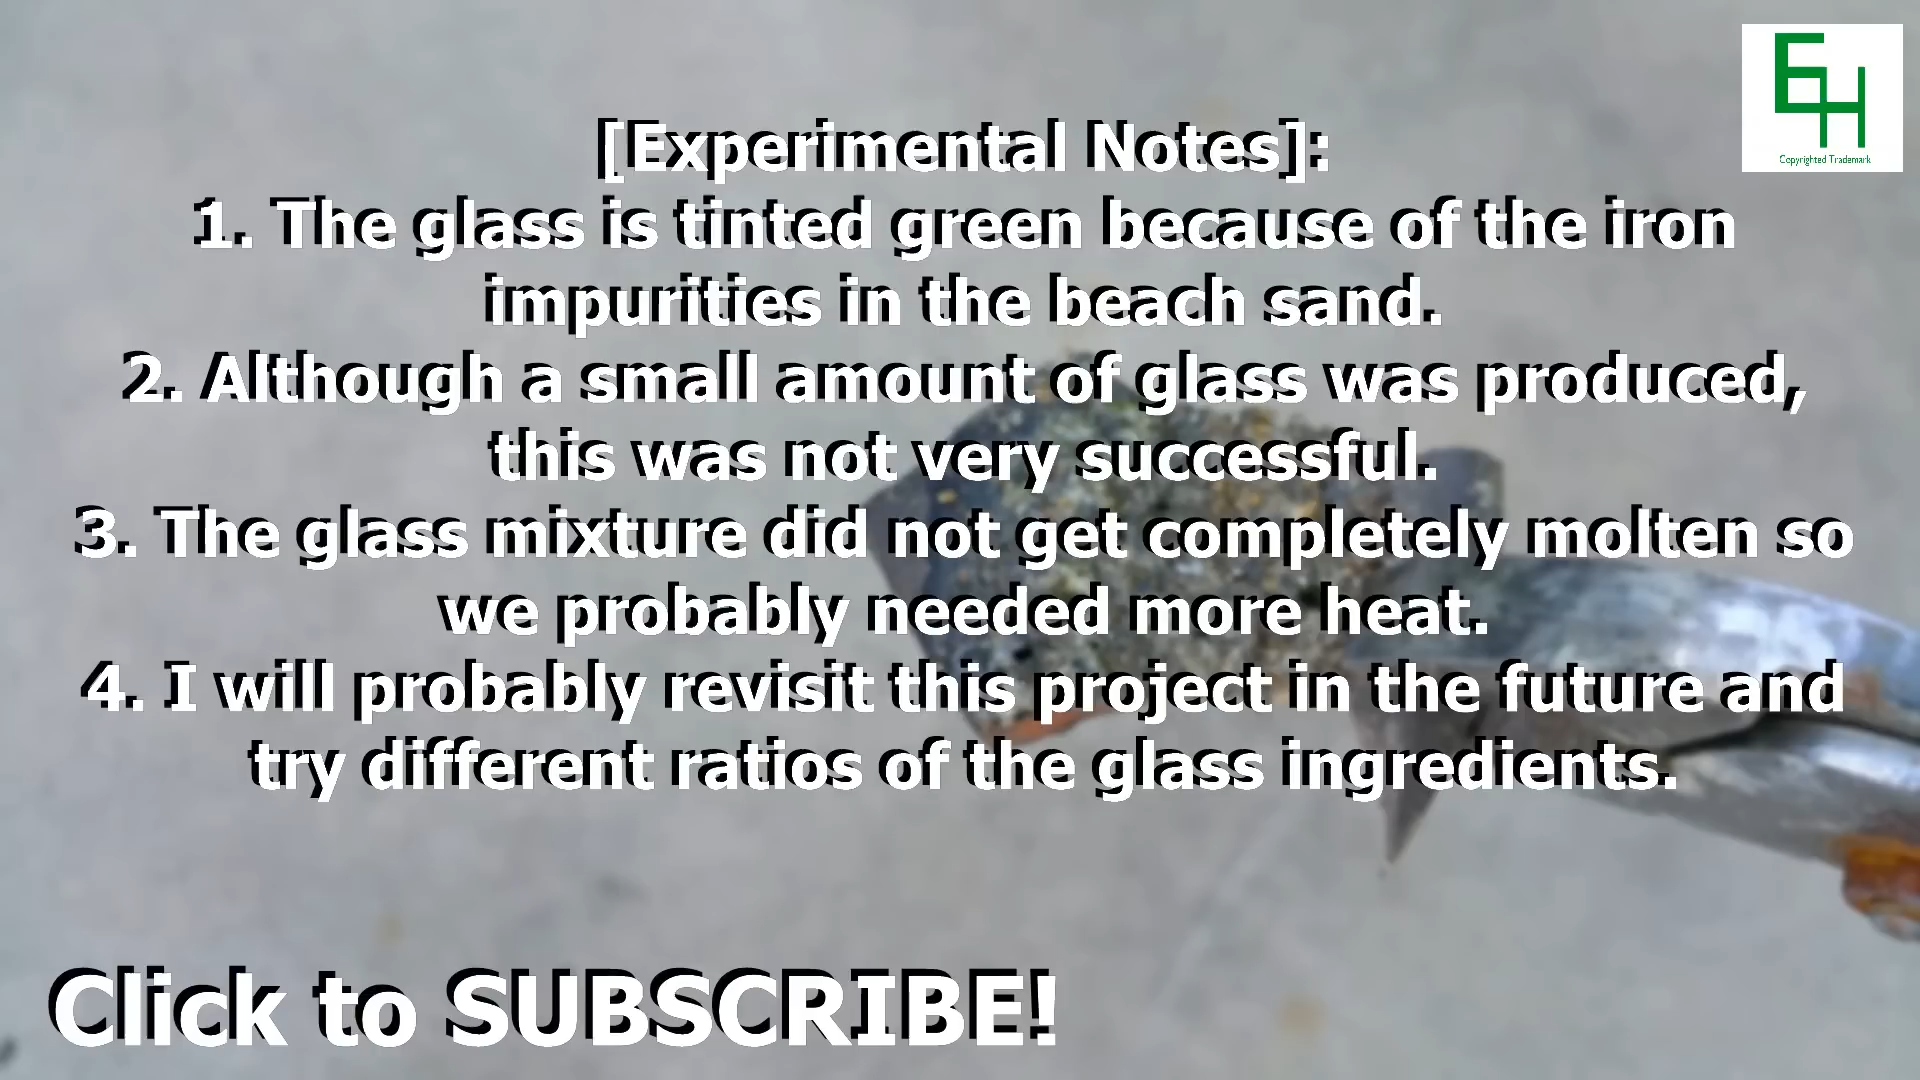 EH
Copyrighted Trademark
[Experimental Notes]:
1. The glass is tinted green because of the iron
impurities in the beach sand.
2. Although a small amount of glass was produced,
this was not very successful.
3. The glass mixture did not get completely molten so
we probably needed more heat.
4. I will probably revisit this project in the future and
try different ratios of the glass ingredients.
Click to SUBSCRIBE!